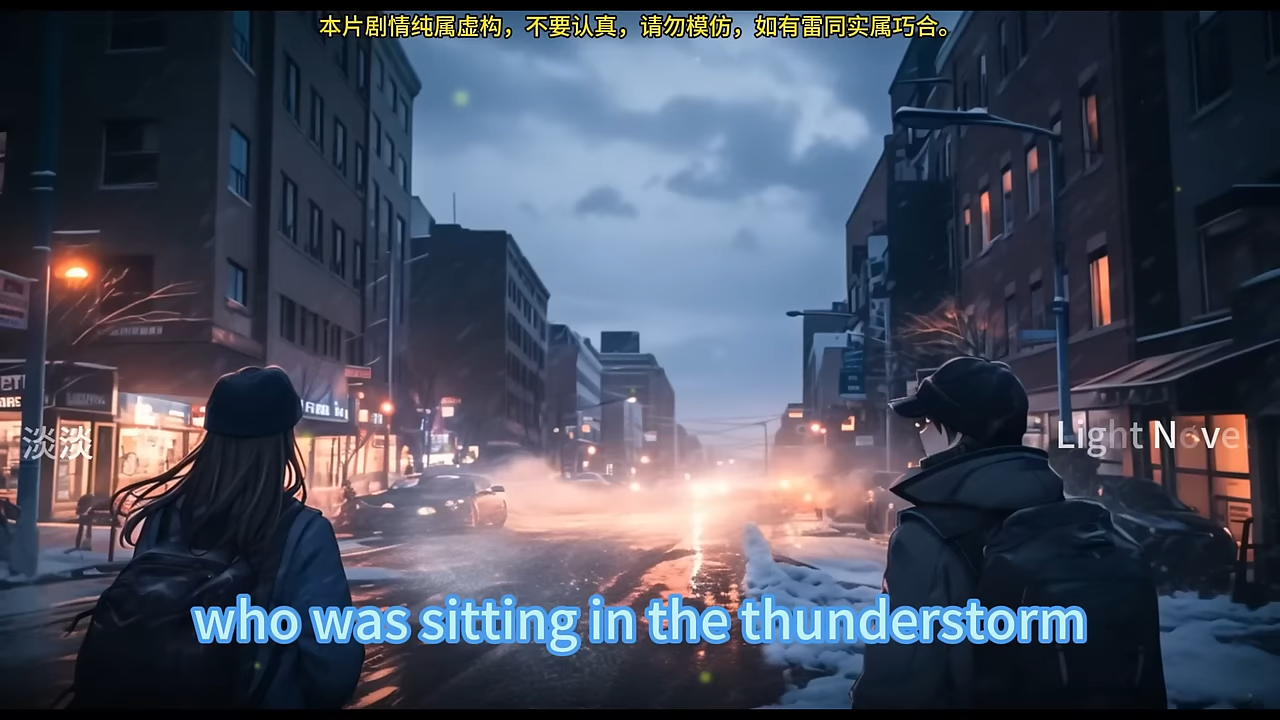 本片剧情纯属虚构，不要认真，请勿模仿，如有雷同实属巧合。
淡淡
Light Novel
who was sitting in the thunderstorm